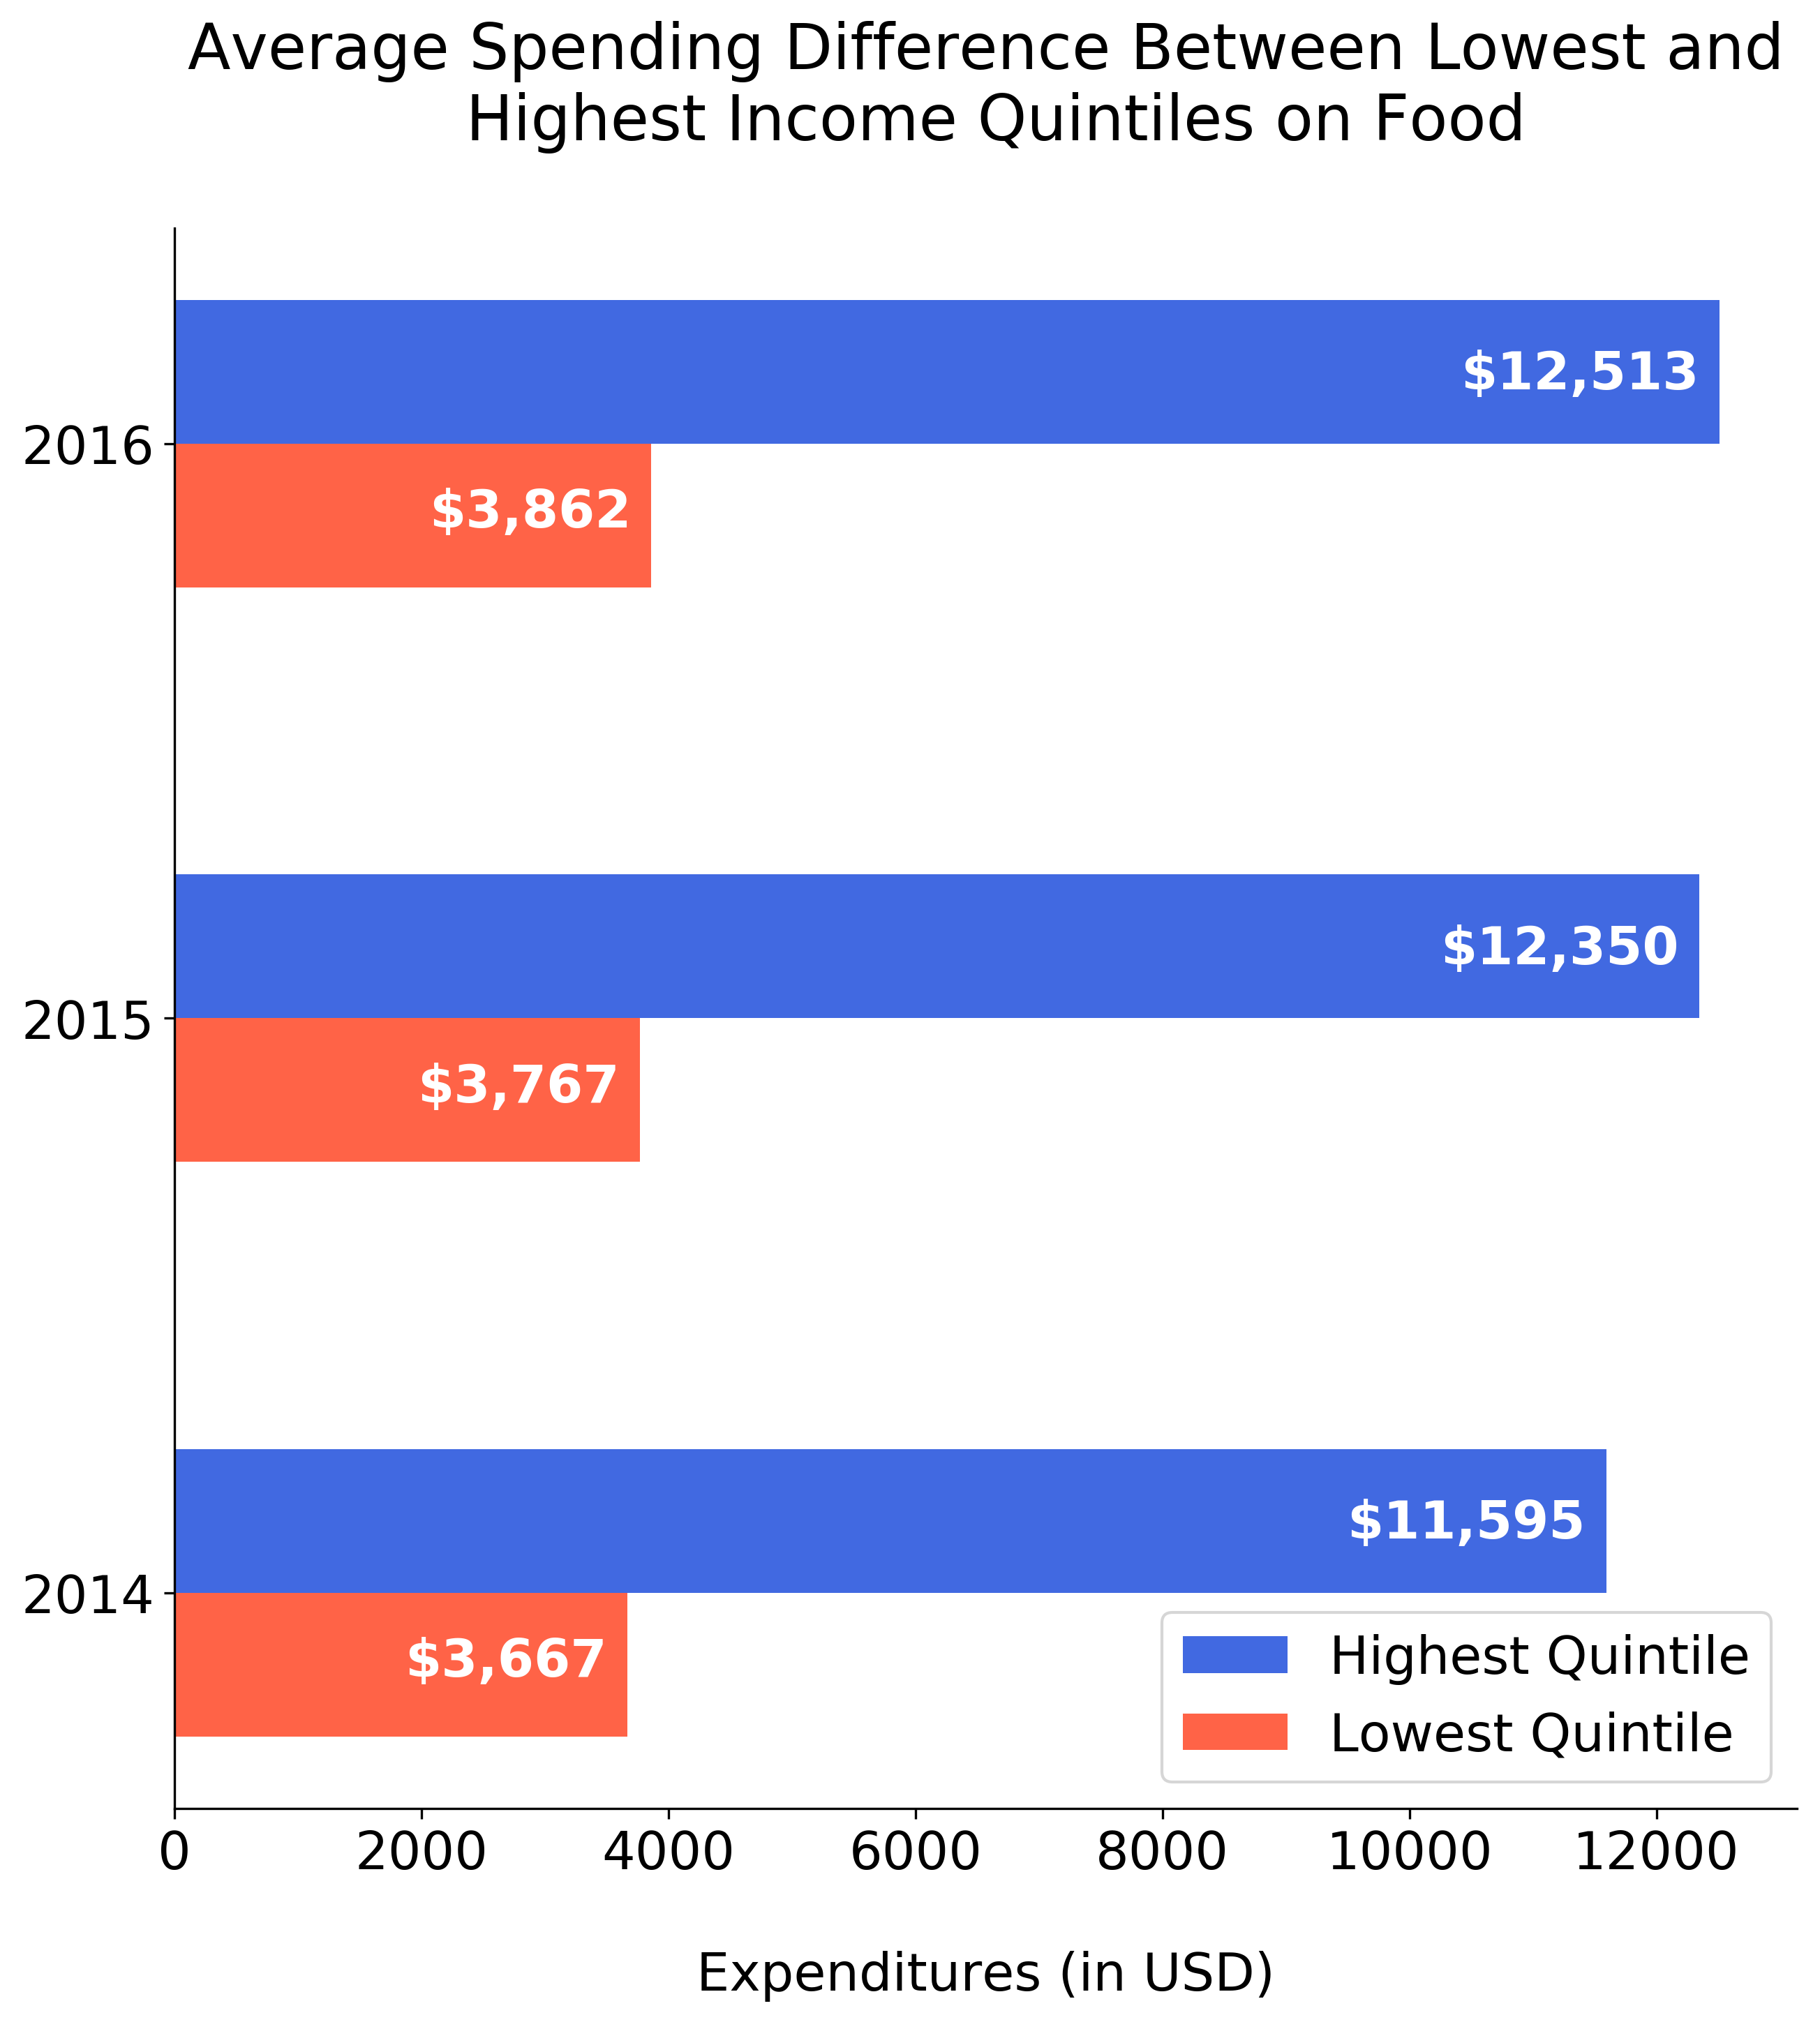 Average Spending Difference Between Lowest and
Highest Income Quintiles on Food
2016
$12,513
$3,862
2015
$12,350
$3,767
2014
$11,595
$3,667
Highest Quintile
Lowest Quintile
0 2000 4000 6000 8000 10000 12000
Expenditures (in USD)